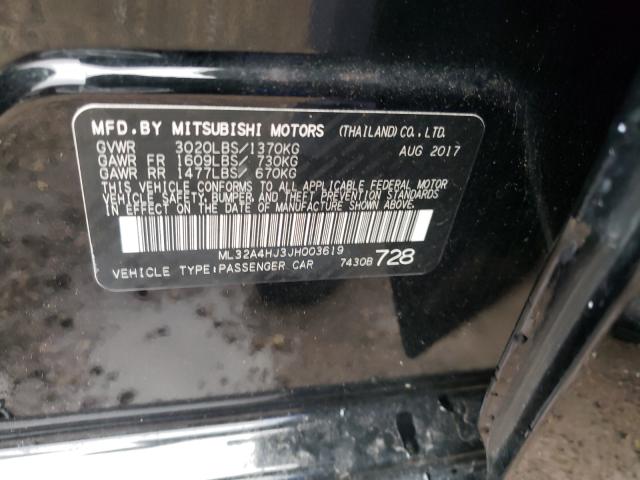 MFD. BY MITSUBISHI MOTORS (THAILAND) CO., LTD.
GVWR 3020LBS/1370KG AUG 2017
GAWR FR 1609LBS/ 730KG
GAWR RR 1477LBS/ 670KG
THIS VEHICLE CONFORMS TO ALL APPLICABLE FEDERAL MOTOR
VEHICLE SAFETY, BUMPER, AND THEFT PREVENTION STANDARDS
IN EFFECT ON THE DATE OF MANUFACTURE SHOWN ABOVE.
ML32A4HJ3JH003619
VEHICLE TYPE:PASSENGER CAR 7430B 728